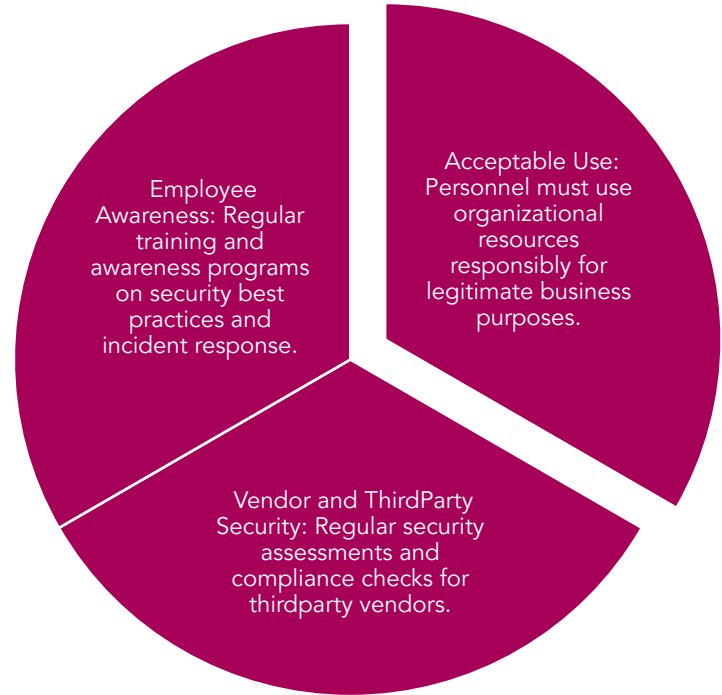 Employee
Awareness: Regular
training and
awareness programs
on security best
practices and
incident response.
Acceptable Use:
Personnel must use
organizational
resources
responsibly for
legitimate business
purposes.
Vendor and ThirdParty
Security: Regular security
assessments and
compliance checks for
thirdparty vendors.